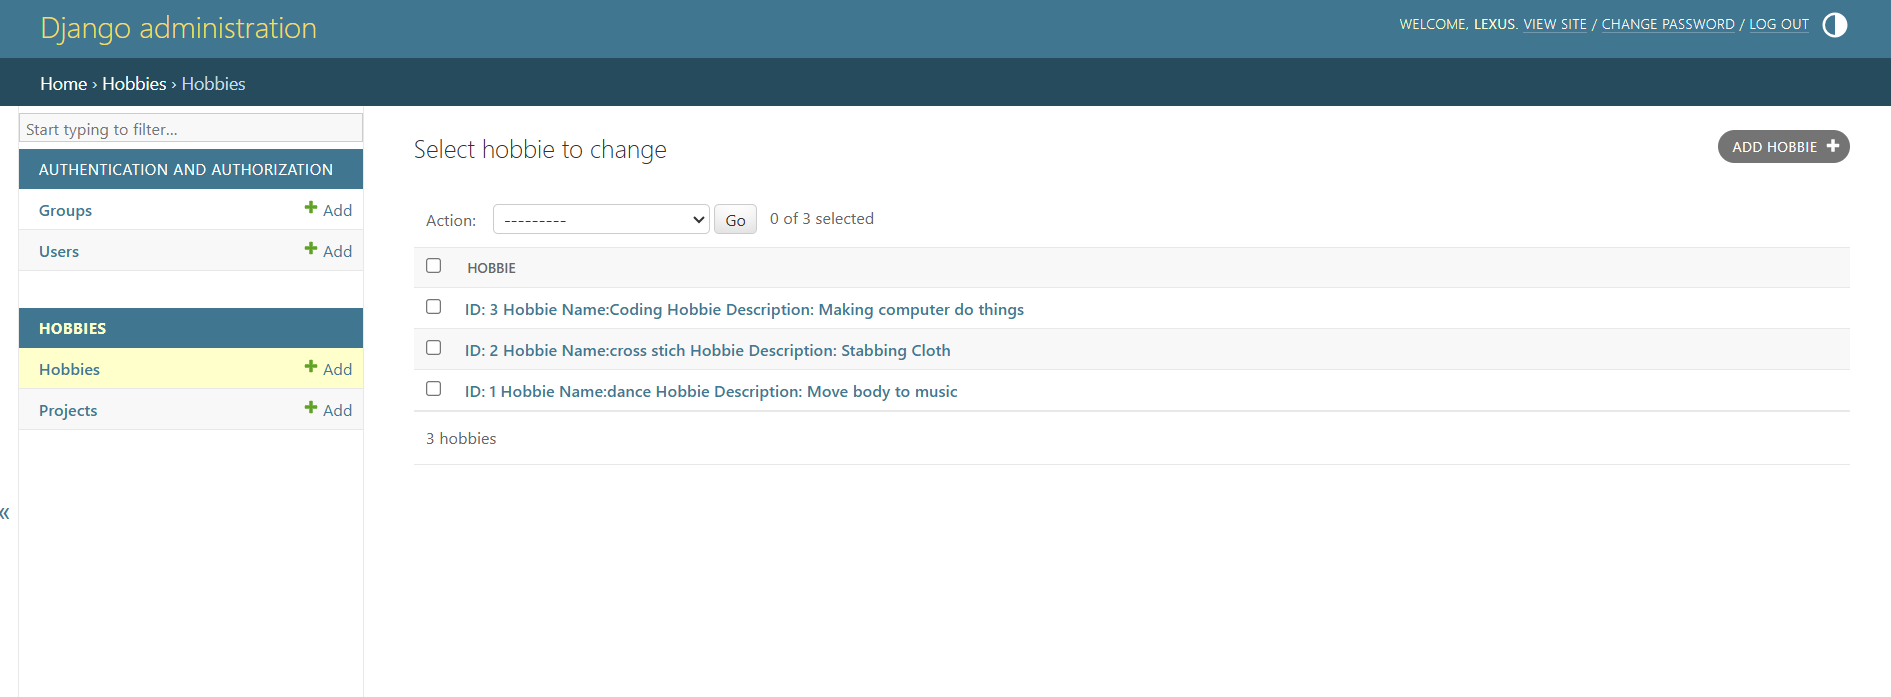 Django administration
WELCOME, LEXUS. VIEW SITE / CHANGE PASSWORD / LOG OUT
Home › Hobbies › Hobbies
Start typing to filter...
AUTHENTICATION AND AUTHORIZATION
Groups + Add
Users + Add
HOBBIES
Hobbies + Add
Projects + Add
«
Select hobbie to change
ADD HOBBIE +
Action: --------- Go 0 of 3 selected
HOBBIE
ID: 3 Hobbie Name:Coding Hobbie Description: Making computer do things
ID: 2 Hobbie Name:cross stich Hobbie Description: Stabbing Cloth
ID: 1 Hobbie Name:dance Hobbie Description: Move body to music
3 hobbies